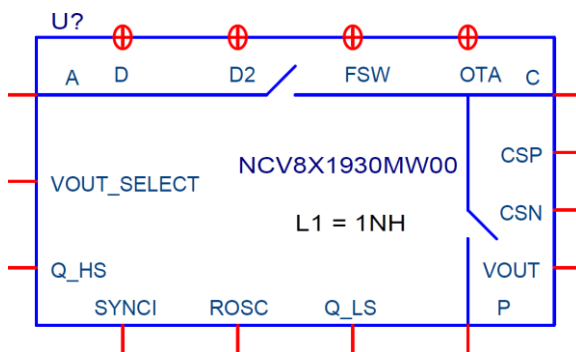 U?
A D D2 FSW OTA C
NCV8X1930MW00 CSP
VOUT_SELECT
L1 = 1NH CSN
Q_HS VOUT
SYNCI ROSC Q_LS P